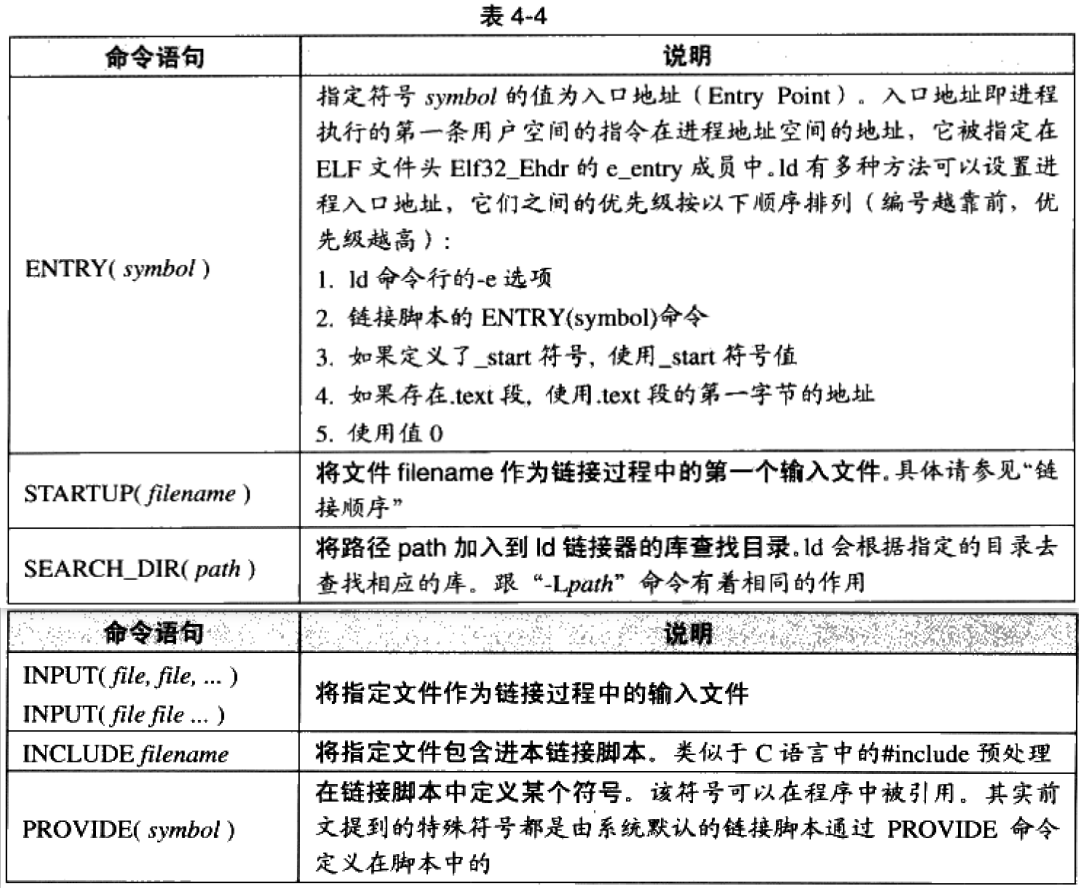 表 4-4
命令语句
说明
ENTRY( symbol )
指定符号 symbol 的值为入口地址（Entry Point）。入口地址即进程
执行的第一条用户空间的指令在进程地址空间的地址，它被指定在
ELF 文件头 Elf32_Ehdr 的 e_entry 成员中。ld 有多种方法可以设置进
程入口地址，它们之间的优先级按以下顺序排列（编号越靠前，优
先级越高）：
1. ld 命令行的-e 选项
2. 链接脚本的 ENTRY(symbol)命令
3. 如果定义了_start 符号，使用_start 符号值
4. 如果存在.text 段，使用.text 段的第一字节的地址
5. 使用值 0
STARTUP( filename )
将文件 filename 作为链接过程中的第一个输入文件。具体请参见“链
接顺序”
SEARCH_DIR( path )
将路径 path 加入到 ld 链接器的库查找目录。ld 会根据指定的目录去
查找相应的库。跟“-Lpath”命令有着相同的作用
命令语句
说明
INPUT( file, file, ... )
INPUT( file file ... )
将指定文件作为链接过程中的输入文件
INCLUDE filename
将指定文件包含进本链接脚本。类似于 C 语言中的#include 预处理
PROVIDE( symbol )
在链接脚本中定义某个符号。该符号可以在程序中被引用。其实前
文提到的特殊符号都是由系统默认的链接脚本通过 PROVIDE 命令
定义在脚本中的